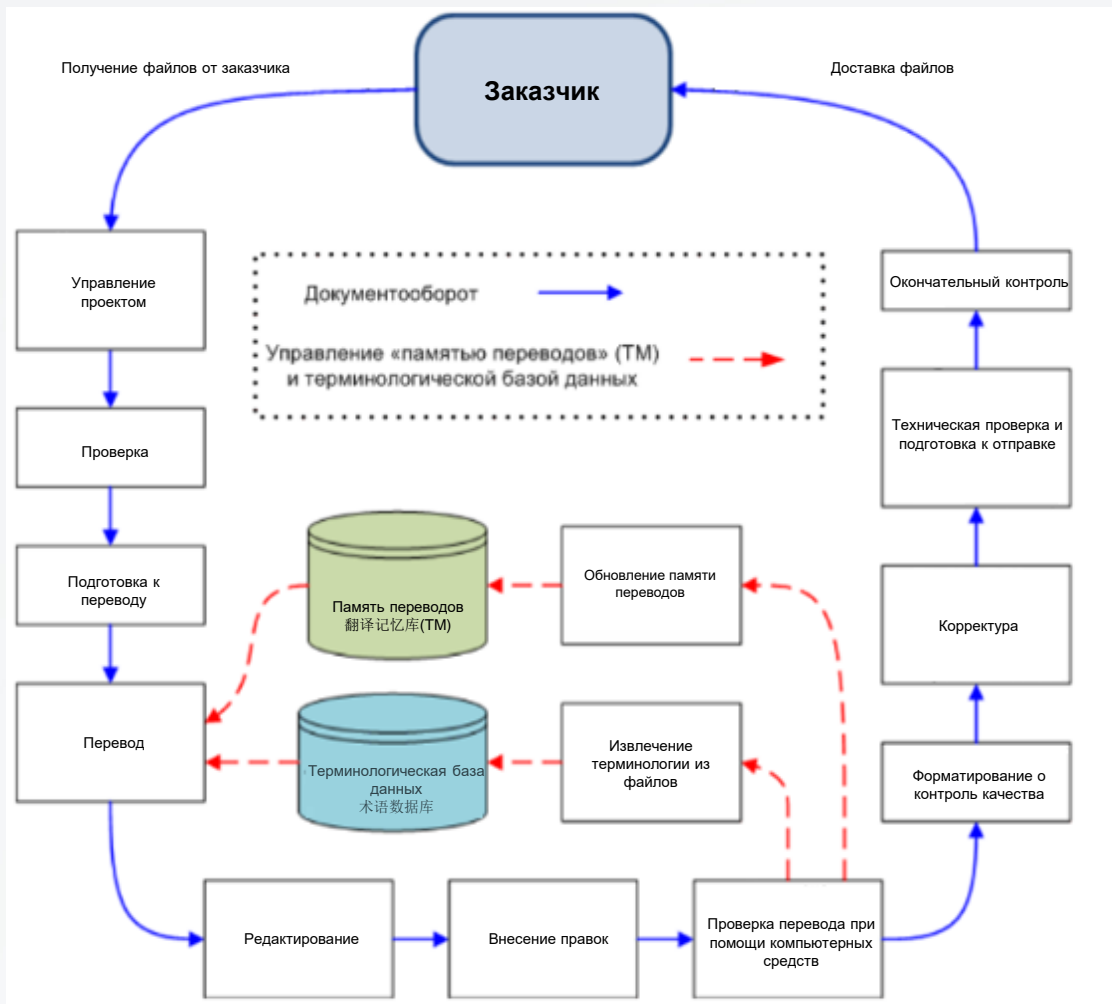 Получение файлов от заказчика
Заказчик
Доставка файлов
Управление
проектом
Документооборот
Управление «памятью переводов» (ТМ)
и терминологической базой данных
Окончательный контроль
Проверка
Техническая проверка и
подготовка к отправке
Подготовка к
переводу
Память переводов
翻译记忆库(TM)
Обновление памяти
переводов
Корректура
Перевод
Терминологическая база
данных
术语数据库
Извлечение
терминологии из
файлов
Форматирование о
контроль качества
Редактирование
Внесение правок
Проверка перевода при
помощи компьютерных
средств